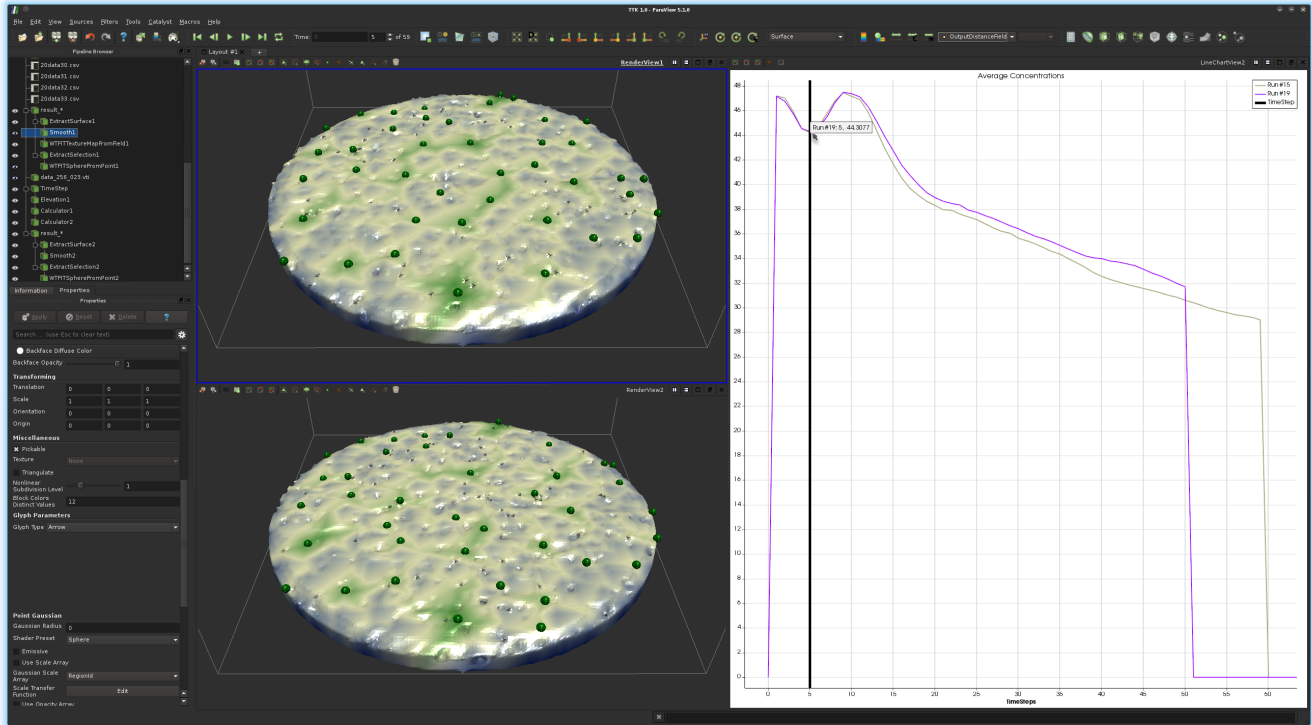 TTK 1.0 - ParaView 5.1.0
File Edit View Sources Filters Tools Catalyst Macros Help
Time: 5 of 59
Surface
OutputDistanceField
Pipeline Browser
20data30.csv
20data31.csv
20data32.csv
20data33.csv
result_*
ExtractSurface1
Smooth1
WTFITTextureMapFromField1
ExtractSelection1
WTFITSphereFromPoint1
data_256_023.vti
TimeStep
Elevation1
Calculator1
Calculator2
result_*
ExtractSurface2
Smooth2
ExtractSelection2
WTFITSphereFromPoint2
Information Properties
Properties
Apply Reset Delete ?
Search ... (use Esc to clear text)
Backface Diffuse Color
Backface Opacity 1
Transforming
Translation 0 0 0
Scale 1 1 1
Orientation 0 0 0
Origin 0 0 0
Miscellaneous
Pickable
Texture None
Triangulate
Nonlinear
Subdivision Level 1
Block Colors
Distinct Values 12
Glyph Parameters
Glyph Type Arrow
Point Gaussian
Gaussian Radius 0
Shader Preset Sphere
Emissive
Use Scale Array
Gaussian Scale
Array RegionId
Scale Transfer
Function Edit
Use Opacity Array
Layout #1 +
RenderView1
RenderView2
LineChartView2
Average Concentrations
Run #15
Run #19
TimeStep
Run #19: 5, 44.3077
48
46
44
42
40
38
36
34
32
30
28
26
24
22
20
18
16
14
12
10
8
6
4
2
0
0 5 10 15 20 25 30 35 40 45 50 55 60
TimeSteps